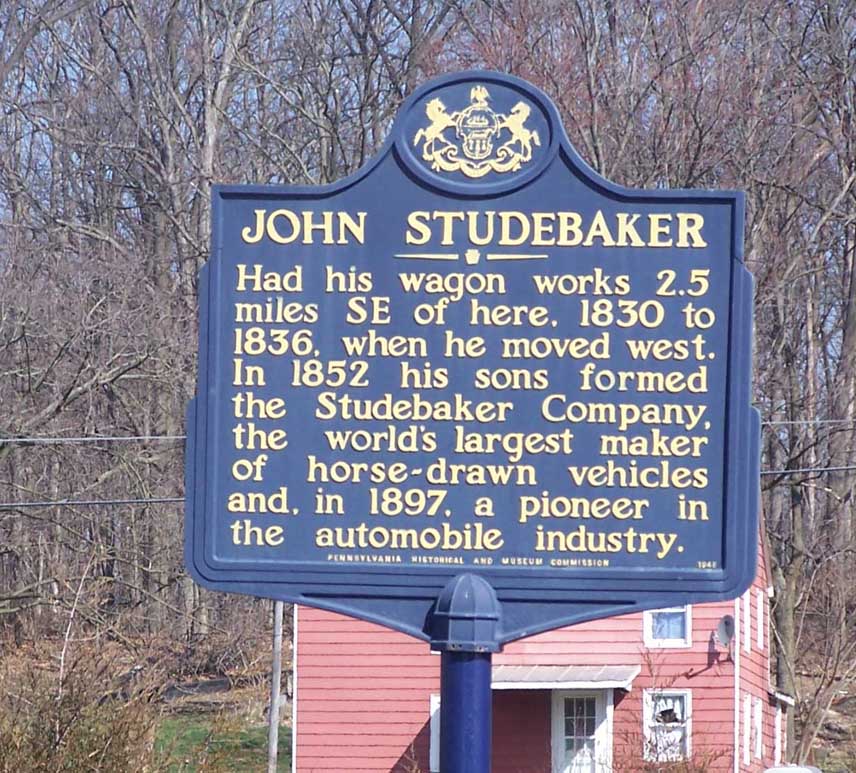 JOHN STUDEBAKER
Had his wagon works 2.5
miles SE of here, 1830 to
1836, when he moved west.
In 1852 his sons formed
the Studebaker Company,
the world's largest maker
of horse-drawn vehicles
and, in 1897, a pioneer in
the automobile industry.
PENNSYLVANIA HISTORICAL AND MUSEUM COMMISSION